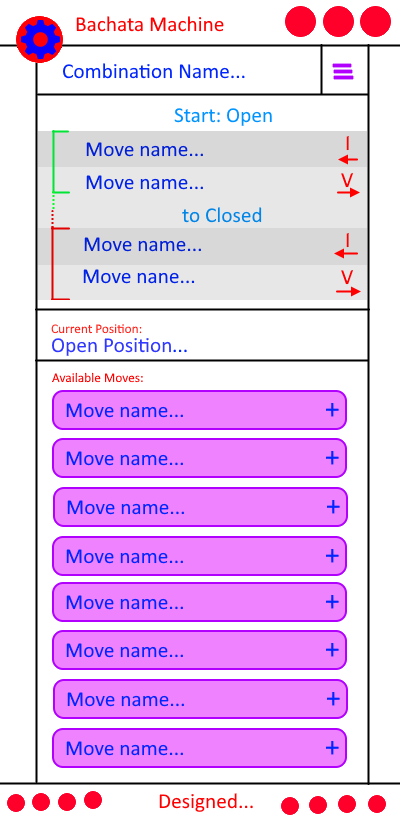 Bachata Machine
Combination Name...
Start: Open
Move name... I
Move name... V
to Closed
Move name... I
Move nane... V
Current Position:
Open Position...
Available Moves:
Move name... +
Move name... +
Move name... +
Move name... +
Move name... +
Move name... +
Move name... +
Move name... +
Designed...